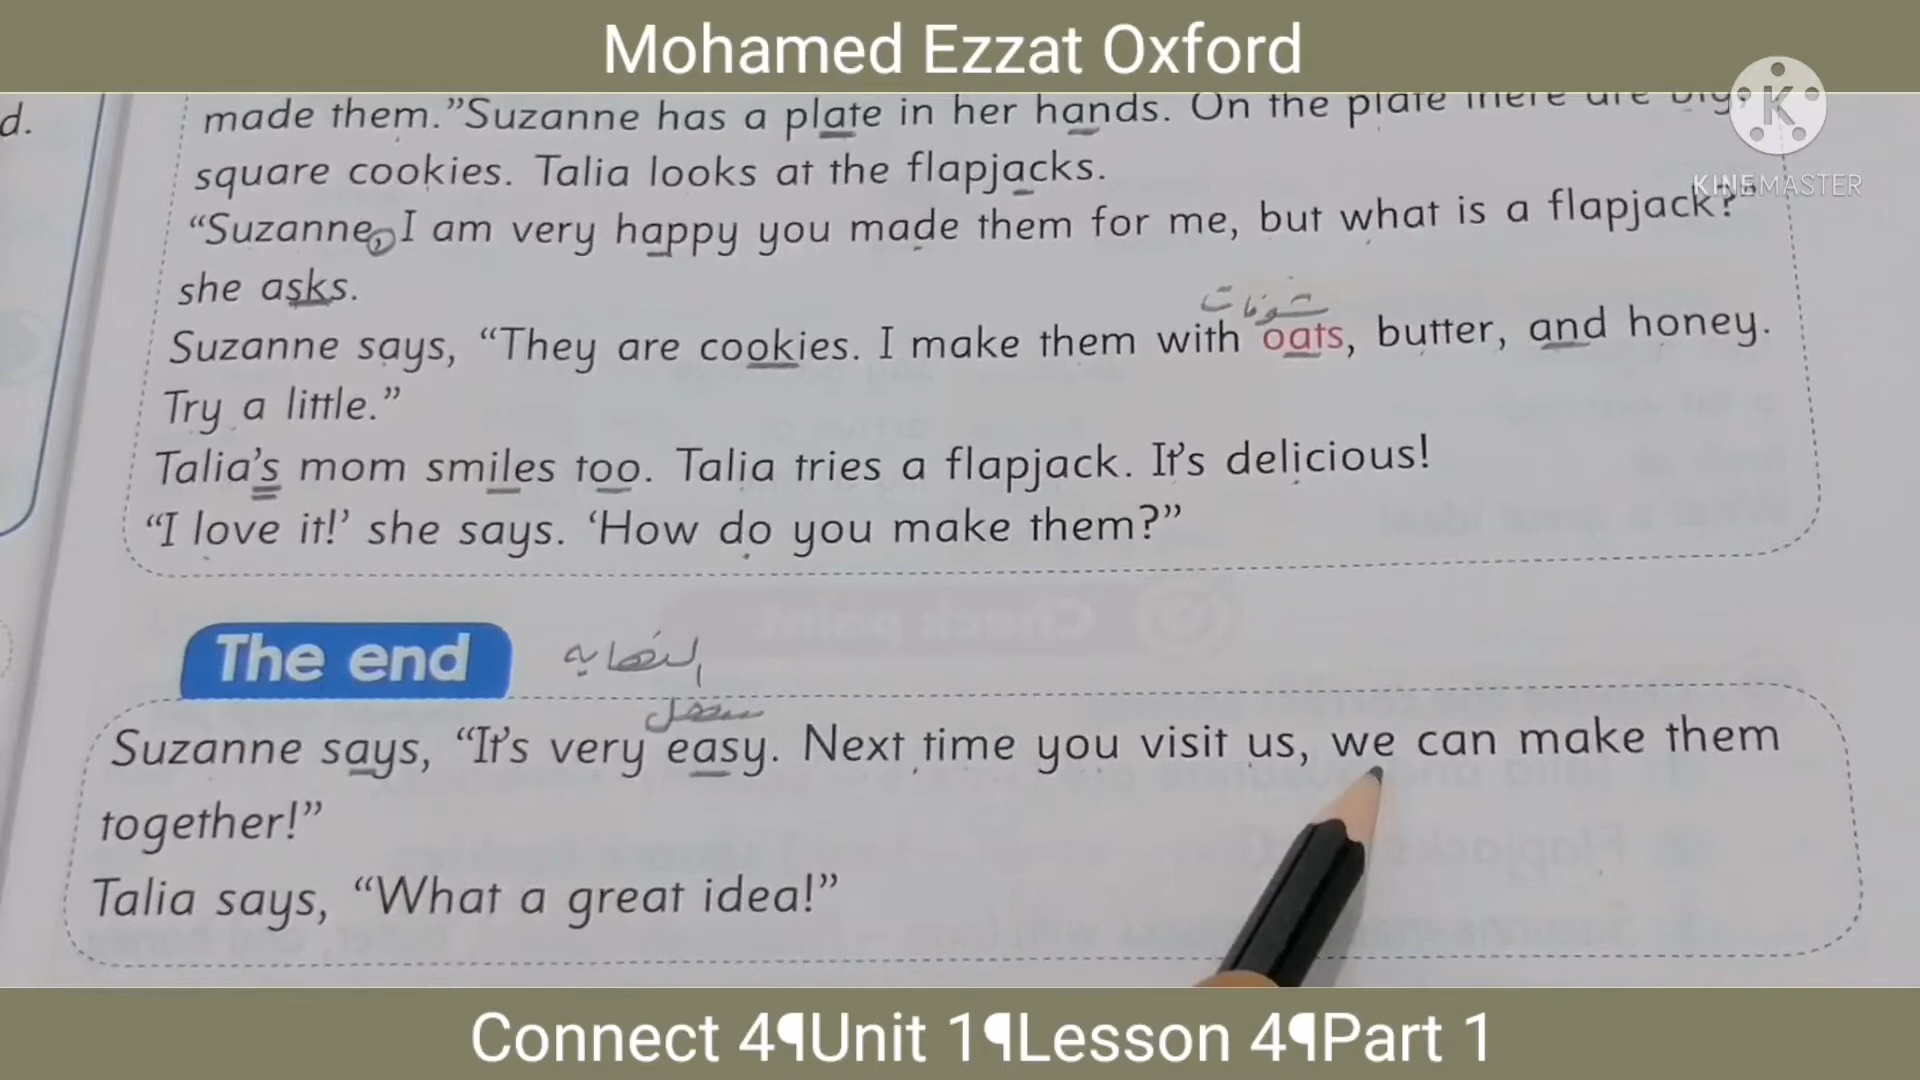 Mohamed Ezzat Oxford
K
KINEMASTER
d.
made them.”Suzanne has a plate in her hands. On the plate there are big,
square cookies. Talia looks at the flapjacks.
“Suzanne, I am very happy you made them for me, but what is a flapjack?”
she asks.
شوفات
Suzanne says, “They are cookies. I make them with oats, butter, and honey.
Try a little.”
Talia’s mom smiles too. Talia tries a flapjack. It’s delicious!
“I love it!’ she says. ‘How do you make them?”
The end النهايه
سهل
Suzanne says, “It’s very easy. Next time you visit us, we can make them
together!”
Talia says, “What a great idea!”
Connect 4¶Unit 1¶Lesson 4¶Part 1